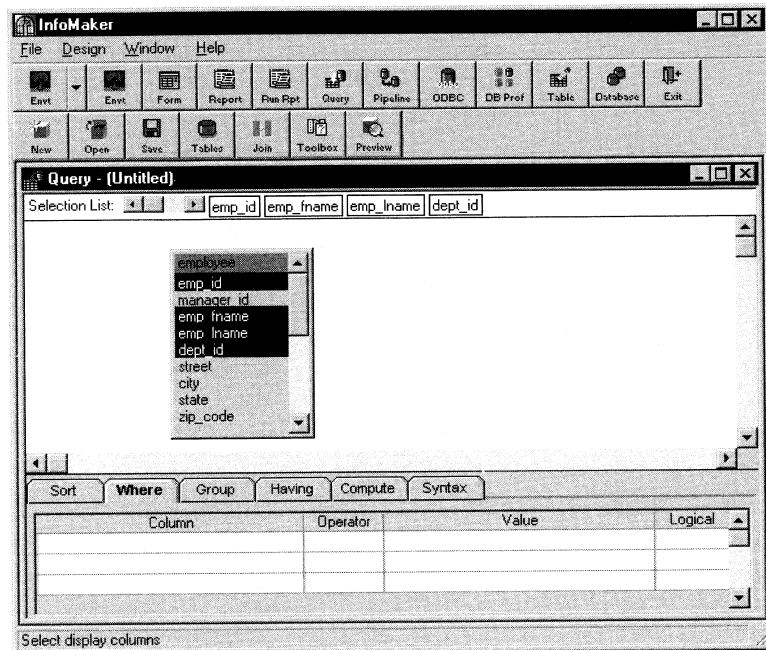 InfoMaker
File Design Window Help
Envt Envt Form Report Run Rpt Query Pipeline ODBC DB Prof Table Database Exit
New Open Save Tables Join Toolbox Preview
Query - (Untitled)
Selection List: emp_id emp_fname emp_lname dept_id
employee
emp_id
manager_id
emp_fname
emp_lname
dept_id
street
city
state
zip_code
Sort Where Group Having Compute Syntax
Column Operator Value Logical
Select display columns